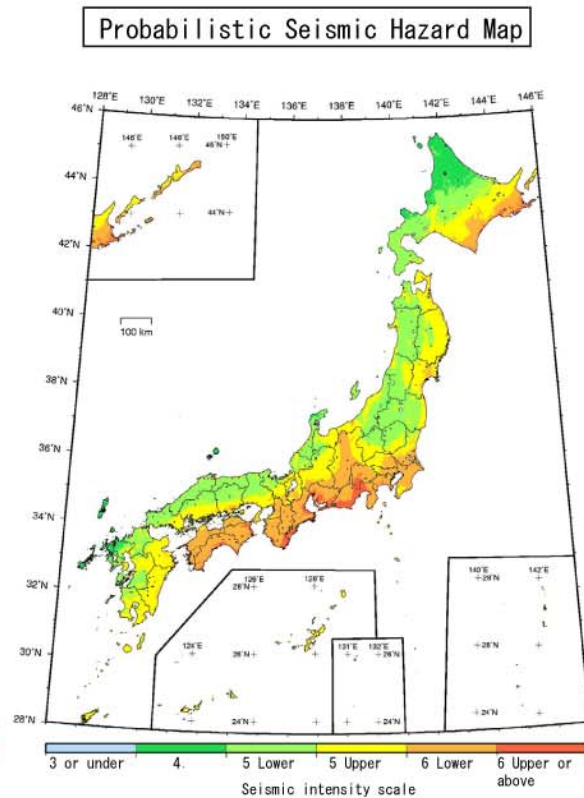 Probabilistic Seismic Hazard Map
128°E 130°E 132°E 134°E 136°E 138°E 140°E 142°E 144°E 146°E
46°N
146°E 148°E 150°E
46°N
44°N
44°N
42°N
40°N
100 km
38°N
36°N
34°N
32°N
126°E 128°E
28°N
140°E 142°E
28°N
30°N
124°E
26°N
131°E 132°E
26°N
26°N
24°N
24°N
24°N
28°N
3 or under 4. 5 Lower 5 Upper 6 Lower 6 Upper or
above
Seismic intensity scale